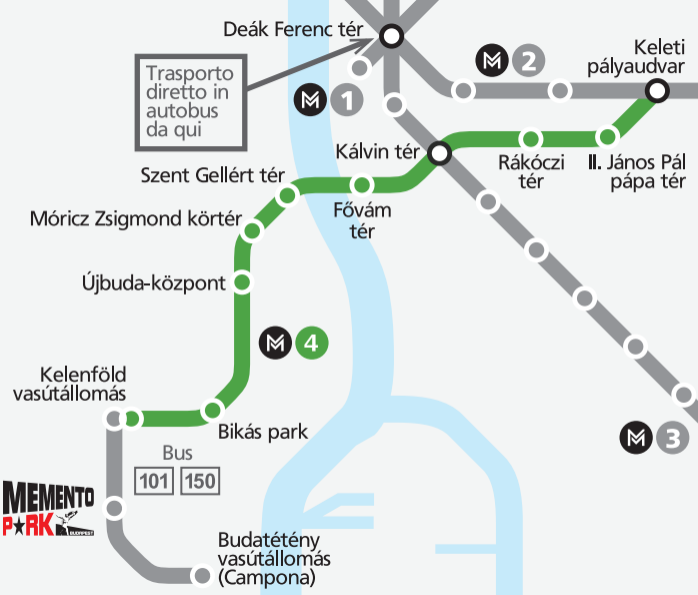 Deák Ferenc tér
Keleti
pályaudvar
M 2
Trasporto
diretto in
autobus
da qui
M 1
Kálvin tér
Rákóczi
tér
II. János Pál
pápa tér
Szent Gellért tér
Fővám
tér
Móricz Zsigmond körtér
Újbuda-központ
M 4
Kelenföld
vasútállomás
Bikás park
M 3
Bus
101 150
MEMENTO
P★RK
BUDAPEST
Budatétény
vasútállomás
(Campona)